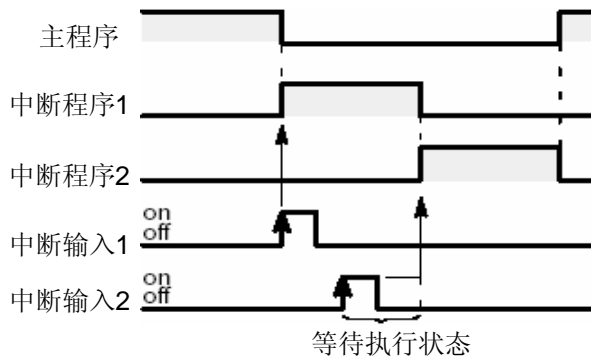 主程序
中断程序1
中断程序2
中断输入1
on
off
中断输入2
on
off
等待执行状态